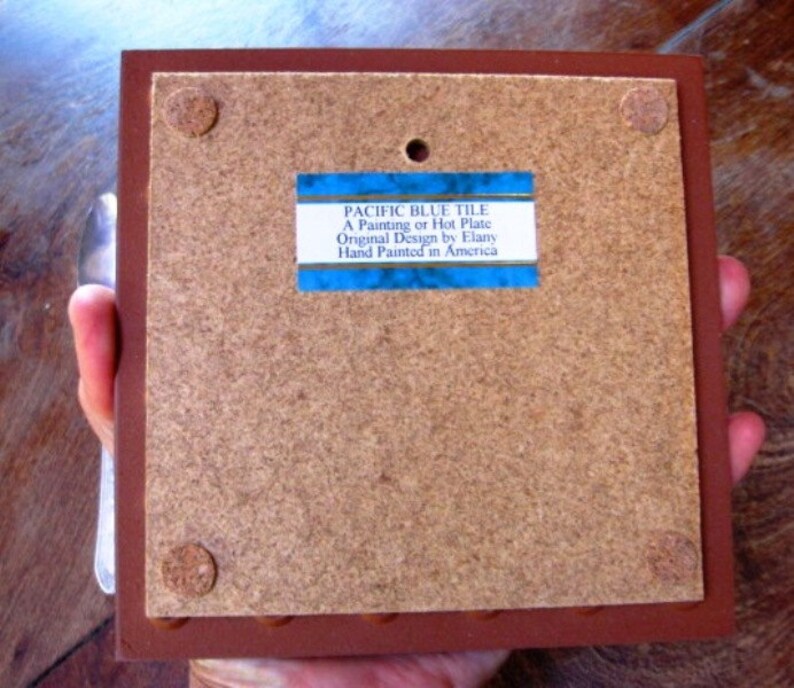 PACIFIC BLUE TILE
A Painting or Hot Plate
Original Design by Elany
Hand Painted in America